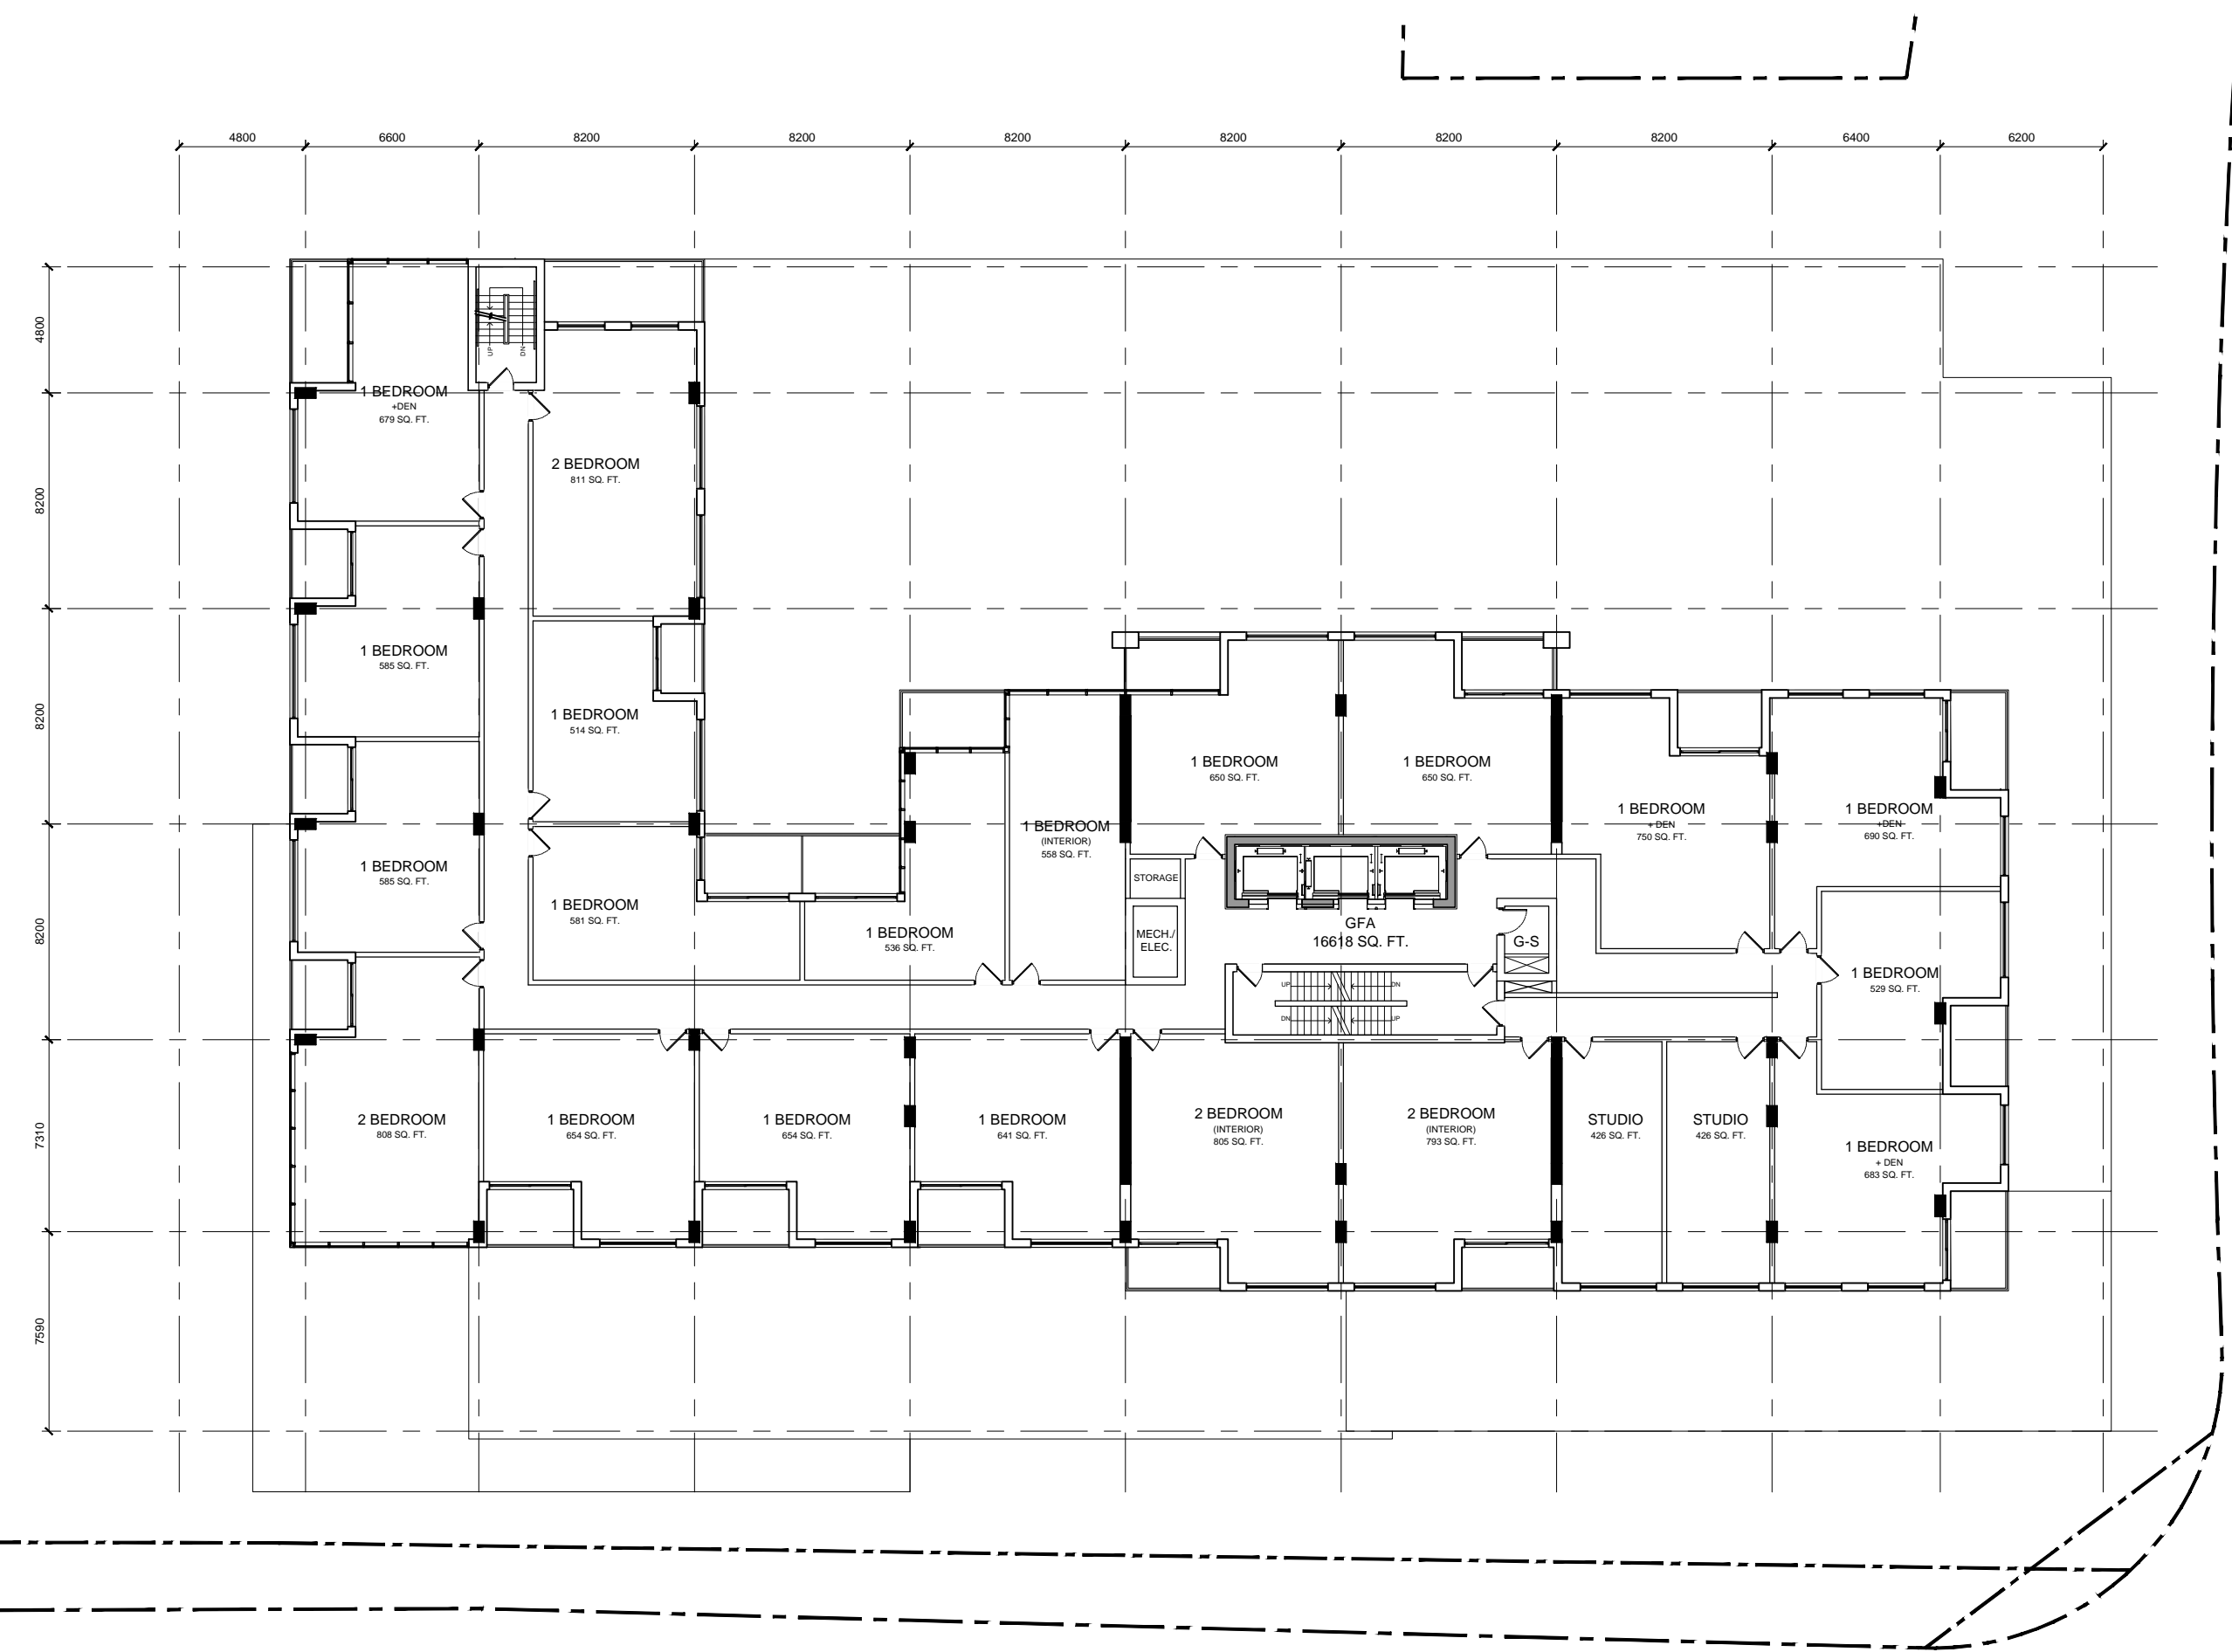 4800
6600
8200
8200
8200
8200
8200
8200
6400
6200
4800
8200
8200
8200
7310
7590
UP
DN
1 BEDROOM
+DEN
679 SQ. FT.
2 BEDROOM
811 SQ. FT.
1 BEDROOM
585 SQ. FT.
1 BEDROOM
514 SQ. FT.
1 BEDROOM
650 SQ. FT.
1 BEDROOM
650 SQ. FT.
1 BEDROOM
+ DEN
750 SQ. FT.
1 BEDROOM
+DEN
690 SQ. FT.
1 BEDROOM
(INTERIOR)
558 SQ. FT.
1 BEDROOM
585 SQ. FT.
STORAGE
1 BEDROOM
581 SQ. FT.
1 BEDROOM
536 SQ. FT.
MECH./
ELEC.
GFA
16618 SQ. FT.
G-S
1 BEDROOM
529 SQ. FT.
UP
DN
DN
UP
2 BEDROOM
808 SQ. FT.
1 BEDROOM
654 SQ. FT.
1 BEDROOM
654 SQ. FT.
1 BEDROOM
641 SQ. FT.
2 BEDROOM
(INTERIOR)
805 SQ. FT.
2 BEDROOM
(INTERIOR)
793 SQ. FT.
STUDIO
426 SQ. FT.
STUDIO
426 SQ. FT.
1 BEDROOM
+ DEN
683 SQ. FT.